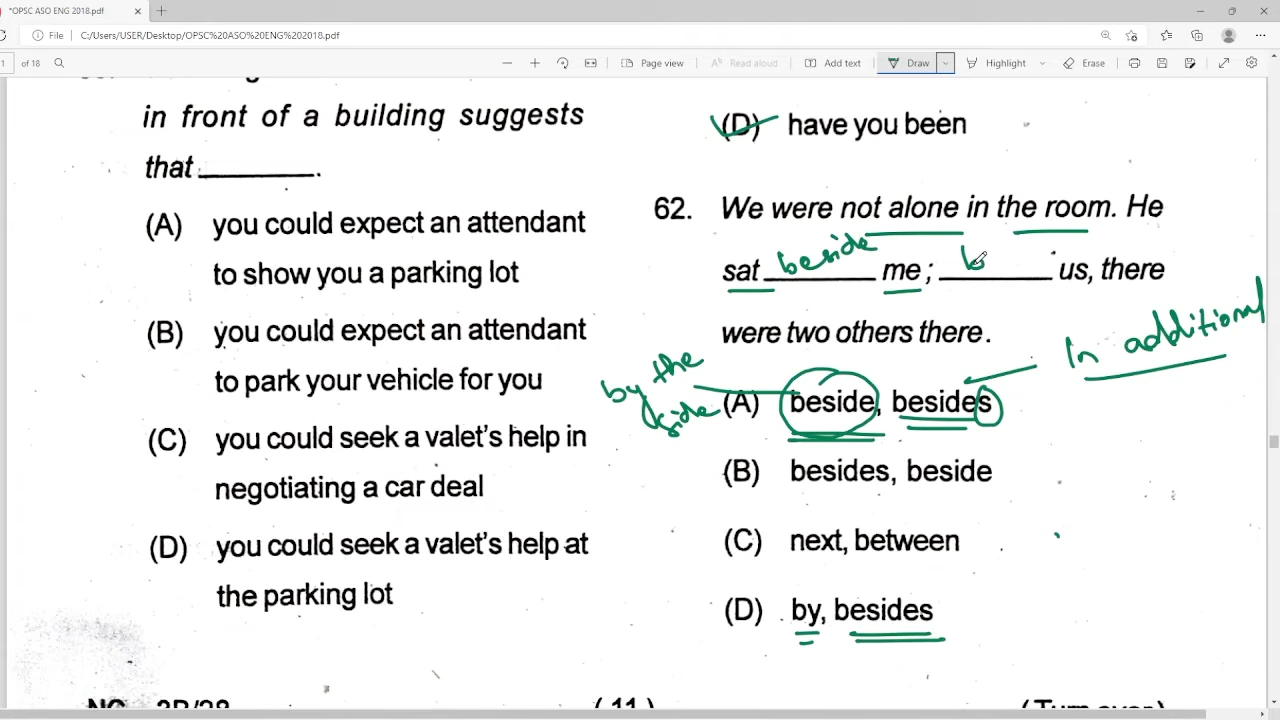 *OPSC ASO ENG 2018.pdf
File C:/Users/USER/Desktop/OPSC%20ASO%20ENG%202018.pdf
1 of 18 Page view Read aloud Add text Draw Highlight Erase
in front of a building suggests
that ________.
(A) you could expect an attendant
to show you a parking lot
(B) you could expect an attendant
to park your vehicle for you
(C) you could seek a valet's help in
negotiating a car deal
(D) you could seek a valet's help at
the parking lot
(D) have you been
62. We were not alone in the room. He
sat beside me ; b us, there
were two others there.
In additional
by the
side
(A) beside, besides
(B) besides, beside
(C) next, between
(D) by, besides
( 11 )
( Turn over )